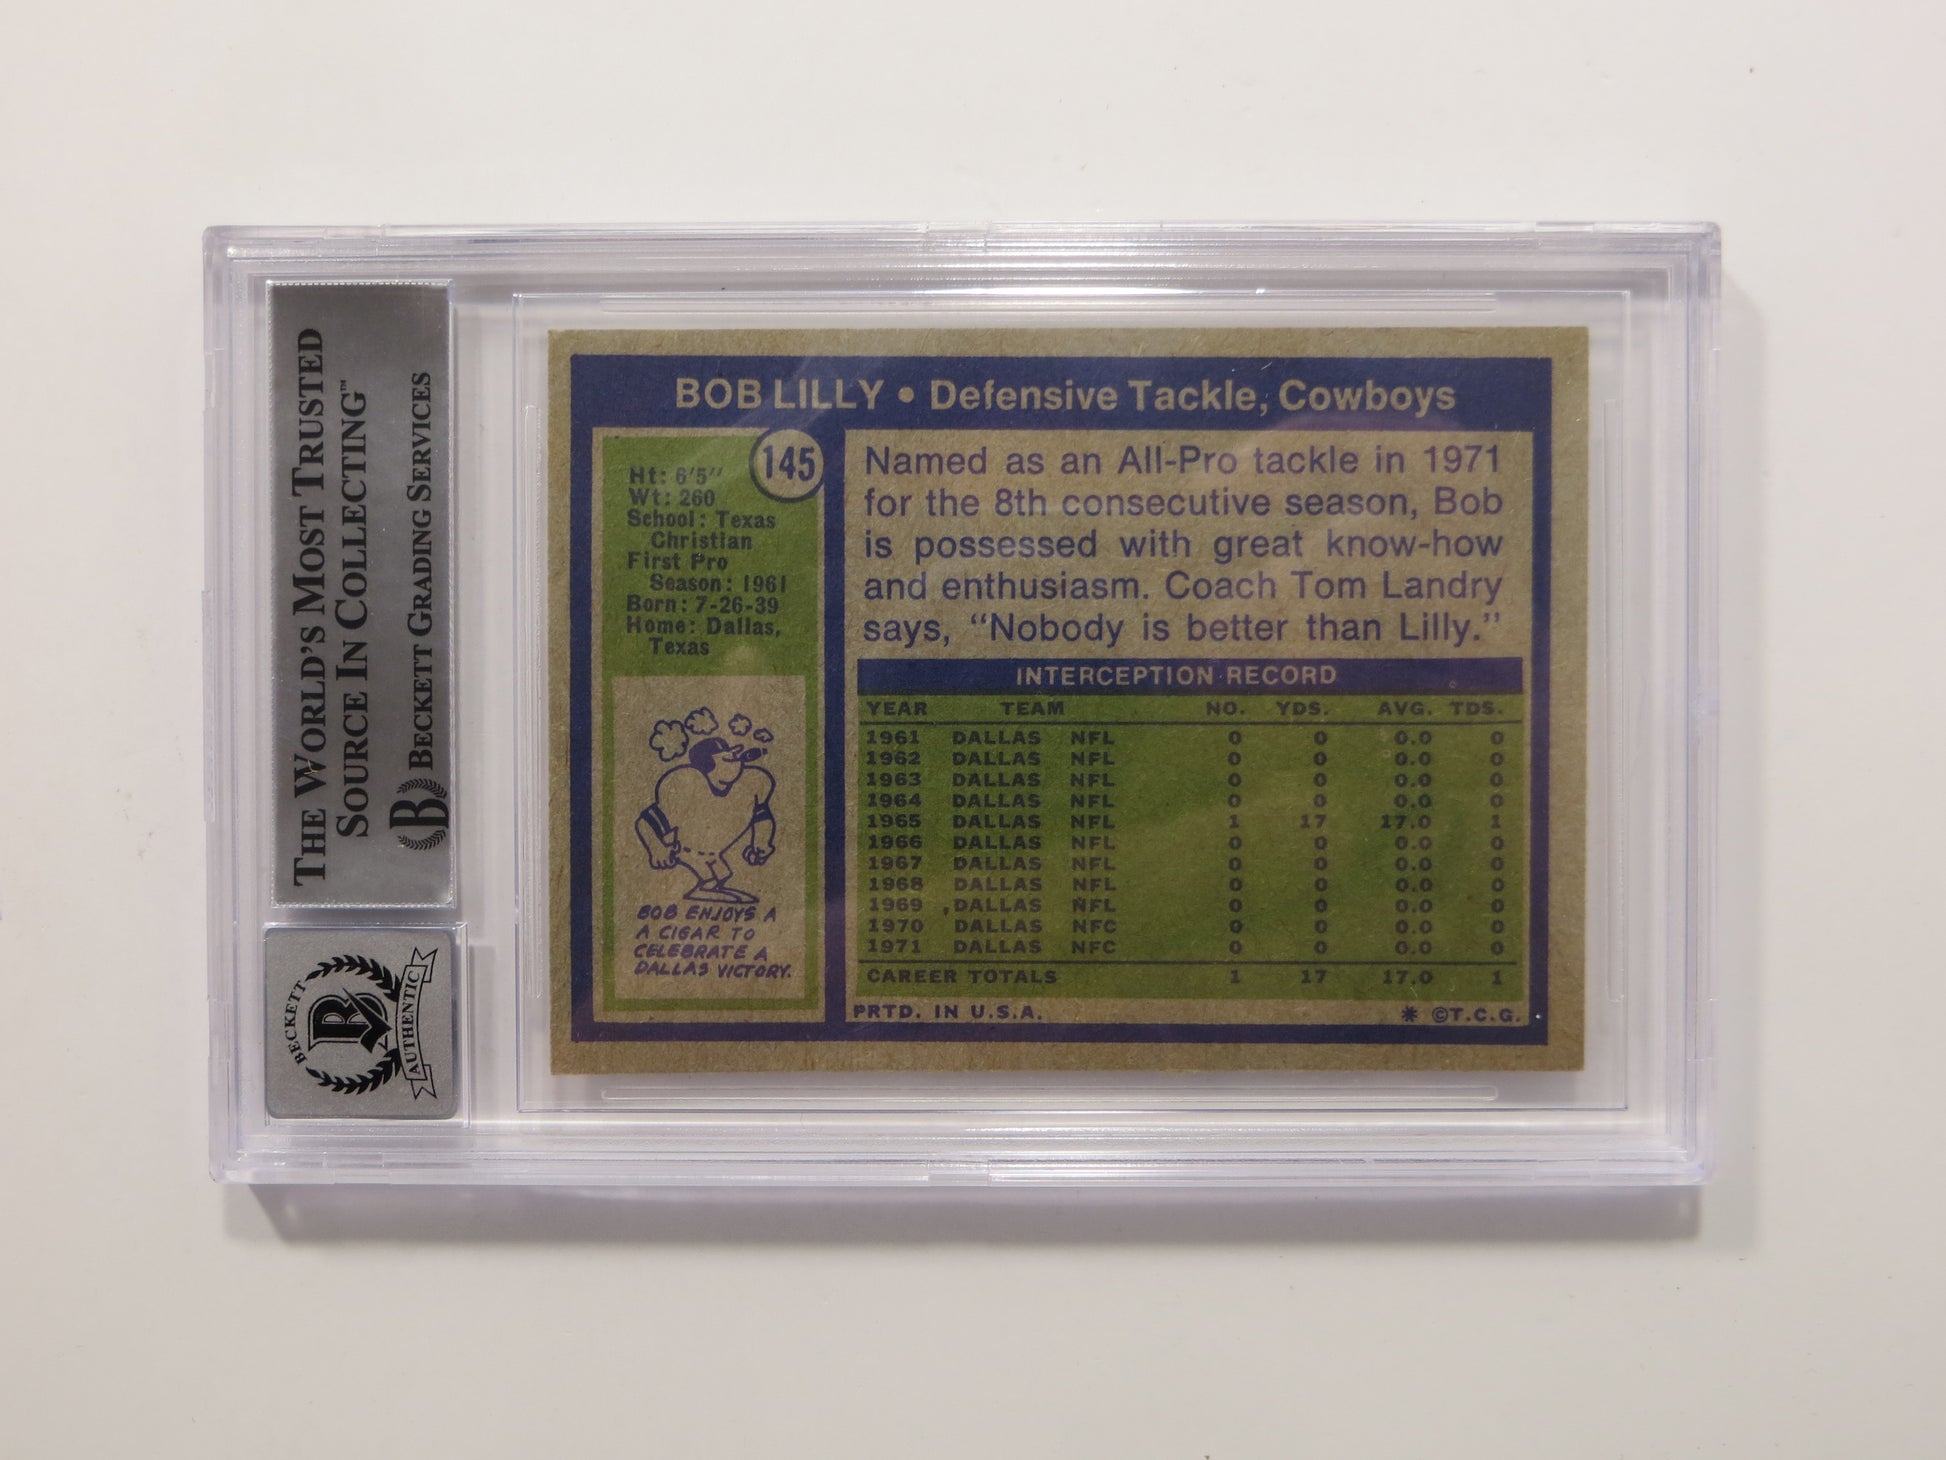 THE WORLD'S MOST TRUSTED
SOURCE IN COLLECTING™
BECKETT GRADING SERVICES
B
BECKETT
B
AUTHENTIC
BOB LILLY • Defensive Tackle, Cowboys
145
Ht: 6'5"
Wt: 260
School: Texas
Christian
First Pro
Season: 1961
Born: 7-26-39
Home: Dallas,
Texas
BOB ENJOYS A
A CIGAR TO
CELEBRATE A
DALLAS VICTORY.
Named as an All-Pro tackle in 1971
for the 8th consecutive season, Bob
is possessed with great know-how
and enthusiasm. Coach Tom Landry
says, "Nobody is better than Lilly."
INTERCEPTION RECORD
YEAR TEAM NO. YDS. AVG. TDS.
1961 DALLAS NFL 0 0 0.0 0
1962 DALLAS NFL 0 0 0.0 0
1963 DALLAS NFL 0 0 0.0 0
1964 DALLAS NFL 0 0 0.0 0
1965 DALLAS NFL 1 17 17.0 1
1966 DALLAS NFL 0 0 0.0 0
1967 DALLAS NFL 0 0 0.0 0
1968 DALLAS NFL 0 0 0.0 0
1969 DALLAS NFL 0 0 0.0 0
1970 DALLAS NFC 0 0 0.0 0
1971 DALLAS NFC 0 0 0.0 0
CAREER TOTALS 1 17 17.0 1
PRTD. IN U.S.A. * ©T.C.G.